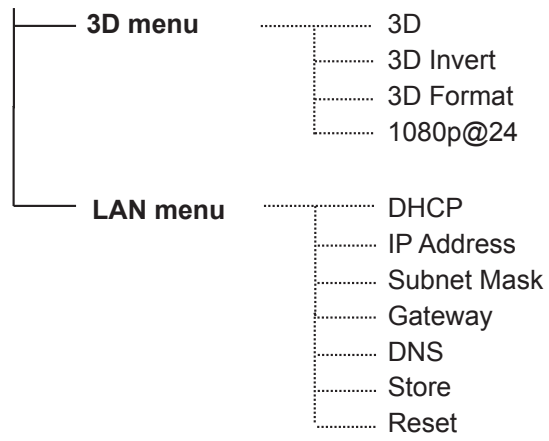 3D menu 3D
3D Invert
3D Format
1080p@24
LAN menu DHCP
IP Address
Subnet Mask
Gateway
DNS
Store
Reset